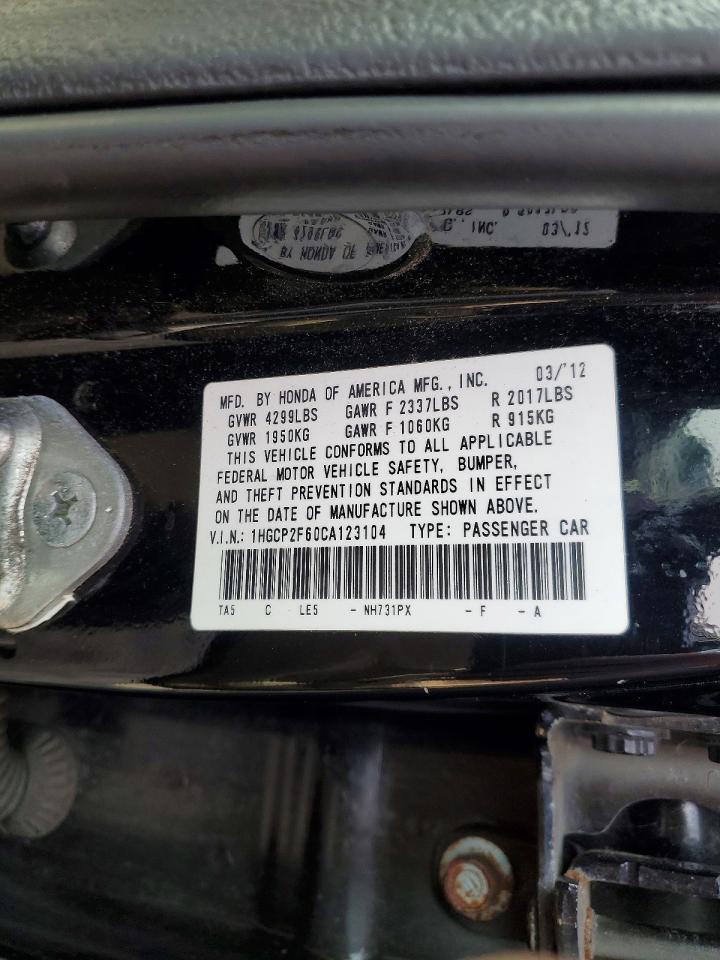 MFD. BY HONDA OF AMERICA MFG., INC. 03/'12
GVWR 4299LBS GAWR F 2337LBS R 2017LBS
GVWR 1950KG GAWR F 1060KG R 915KG
THIS VEHICLE CONFORMS TO ALL APPLICABLE
FEDERAL MOTOR VEHICLE SAFETY, BUMPER,
AND THEFT PREVENTION STANDARDS IN EFFECT
ON THE DATE OF MANUFACTURE SHOWN ABOVE.
V.I.N.: 1HGCP2F60CA123104 TYPE: PASSENGER CAR
TA5 C LE5 - NH731PX - F - A